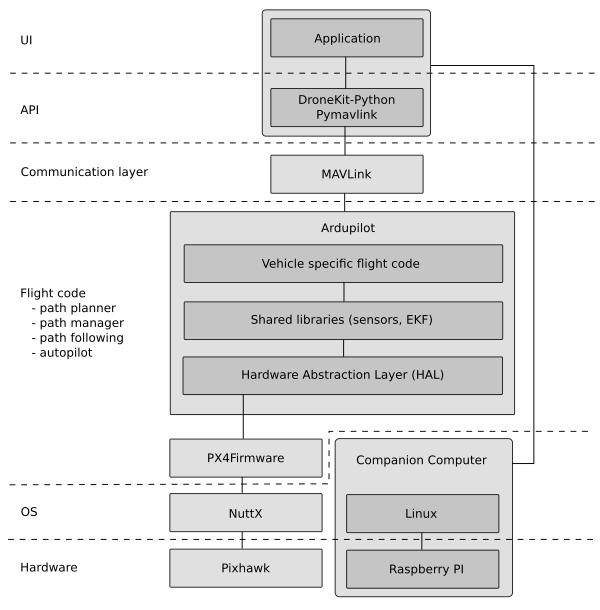 UI
Application
API
DroneKit-Python
Pymavlink
Communication layer
MAVLink
Ardupilot
Vehicle specific flight code
Flight code
- path planner
- path manager
- path following
- autopilot
Shared libraries (sensors, EKF)
Hardware Abstraction Layer (HAL)
PX4Firmware
Companion Computer
OS
NuttX
Linux
Hardware
Pixhawk
Raspberry PI